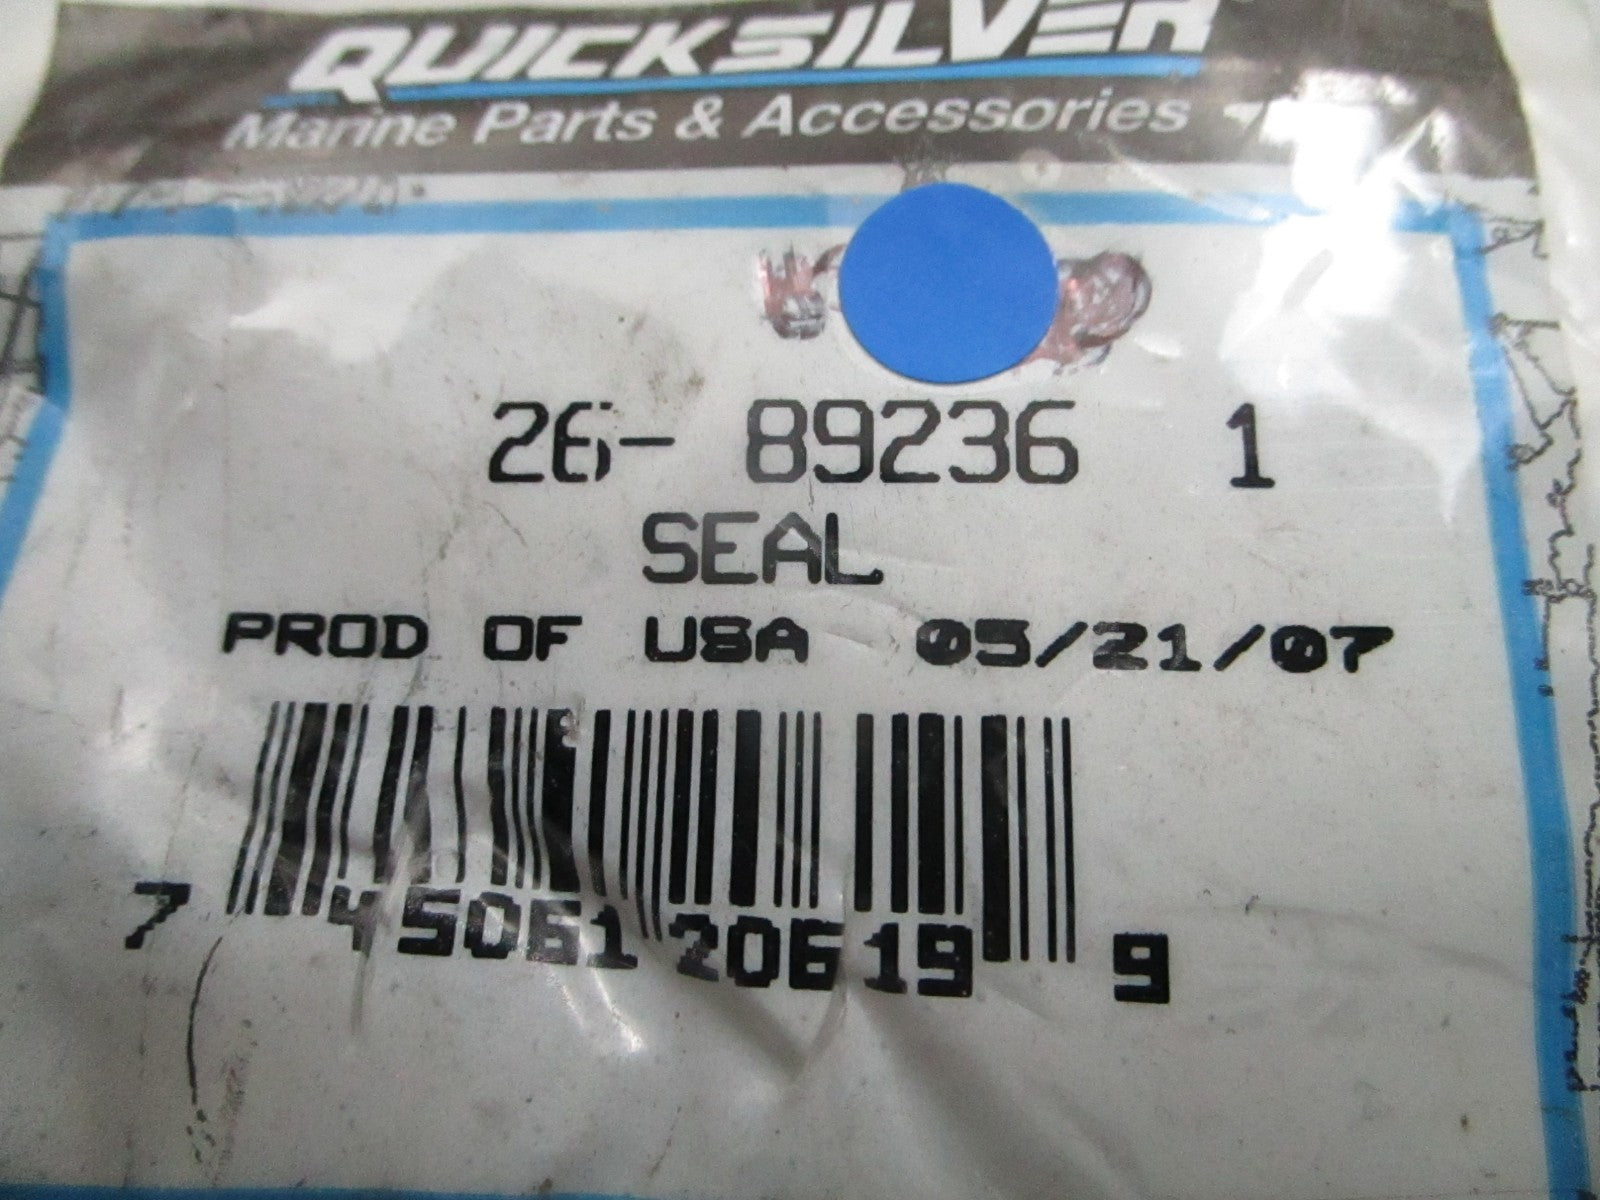 QUICKSILVER
Marine Parts & Accessories
26- 89236 1
SEAL
PROD OF USA 05/21/07
7 45061 20619 9